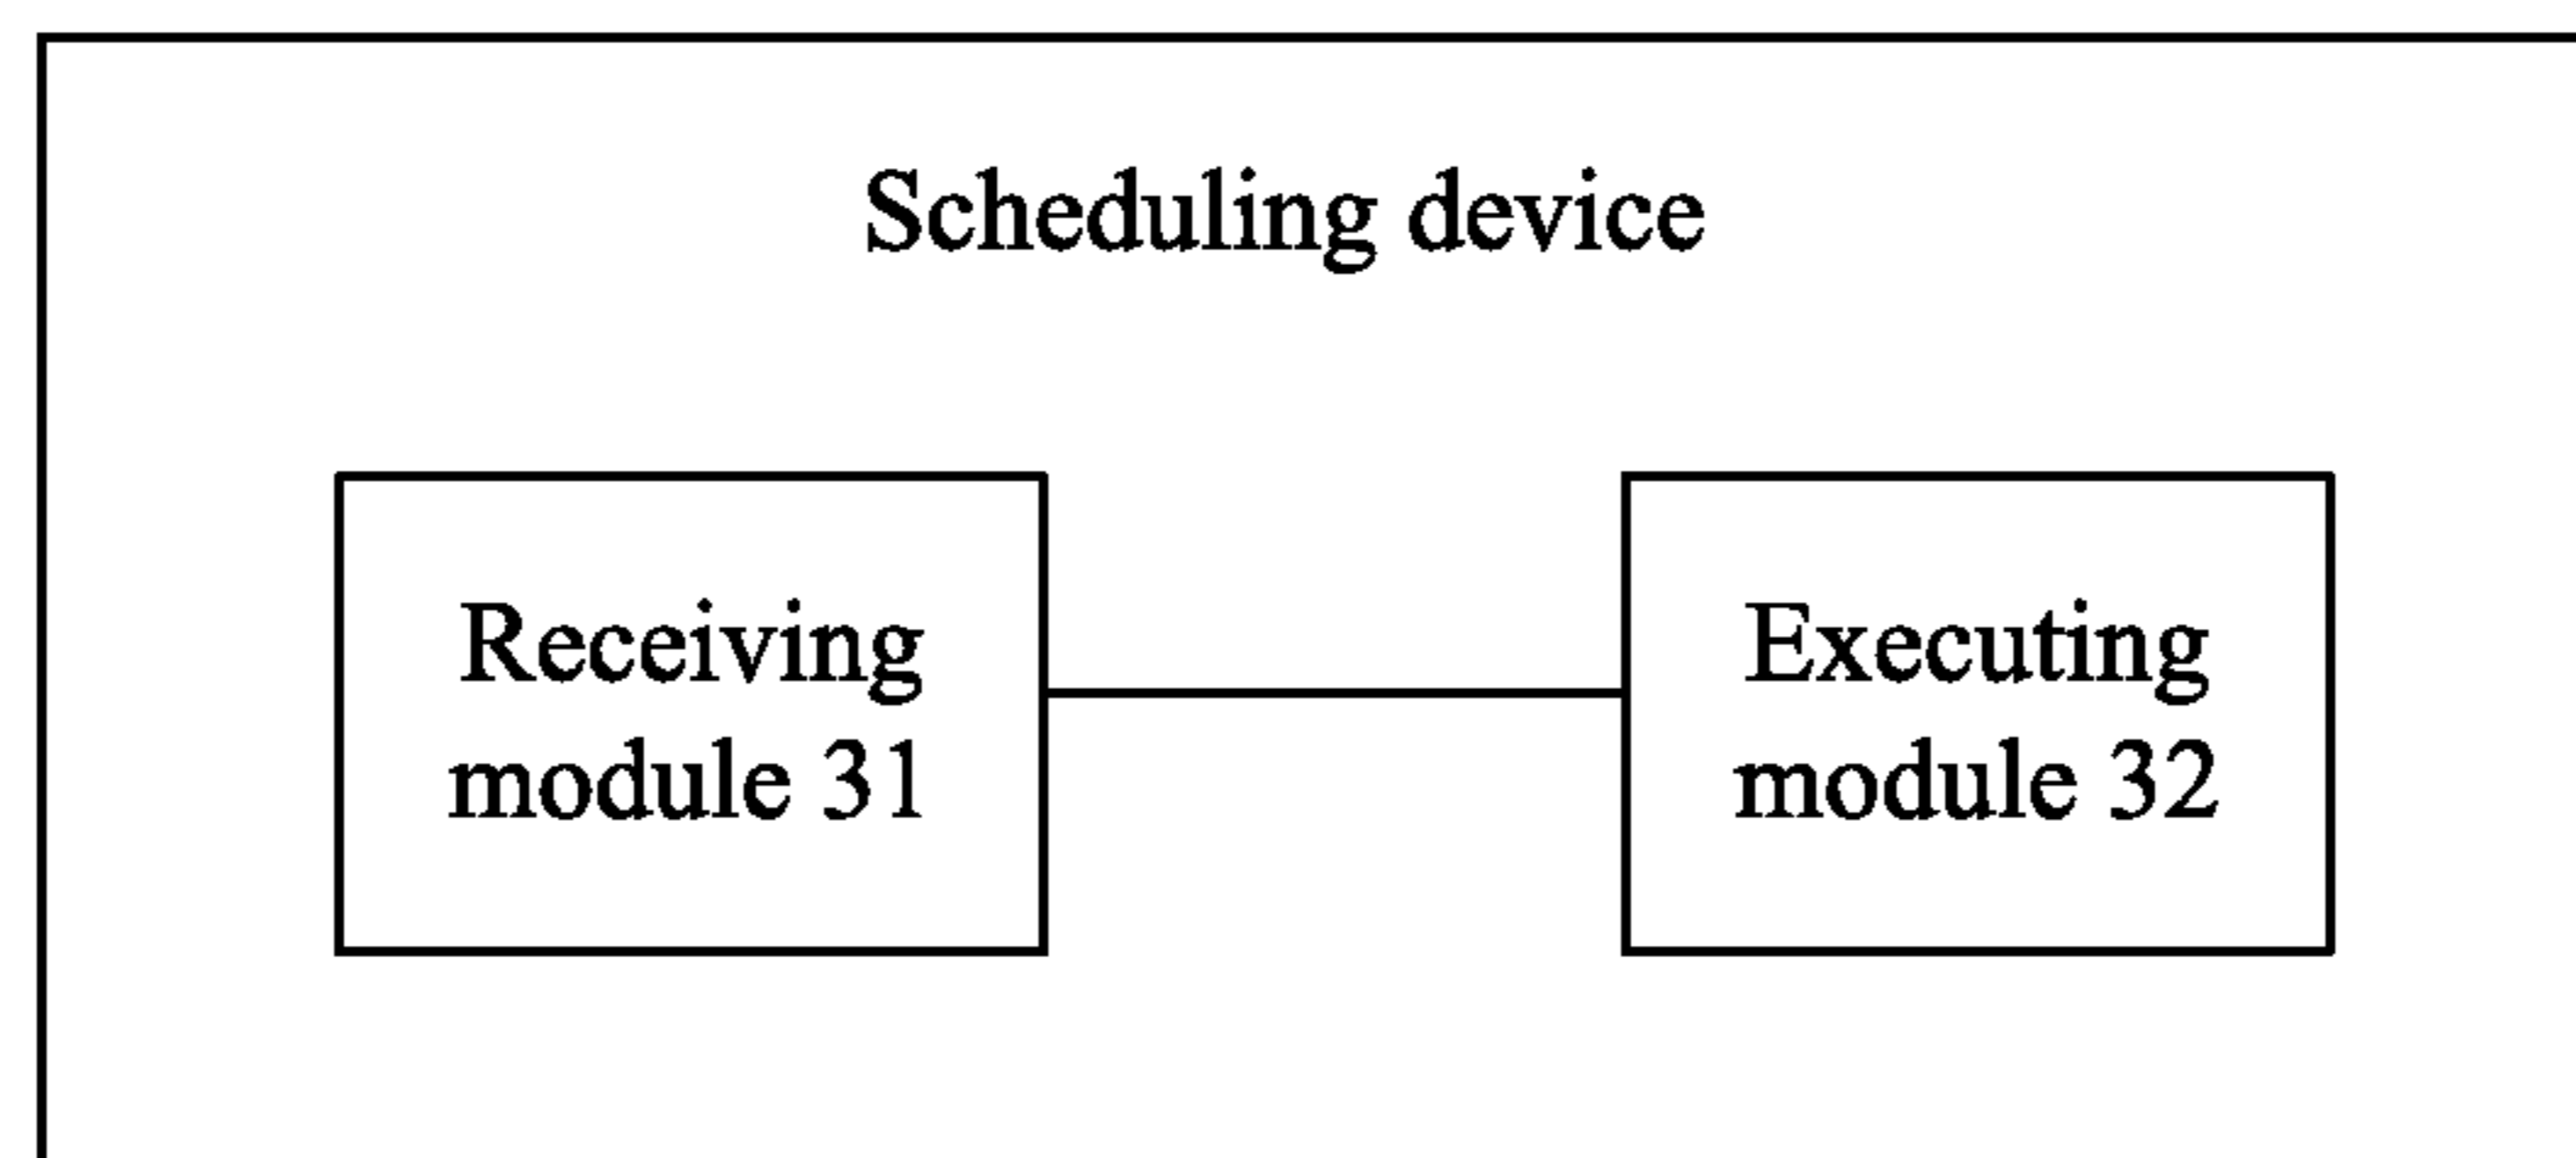 Scheduling device
Receiving
module 31
Executing
module 32